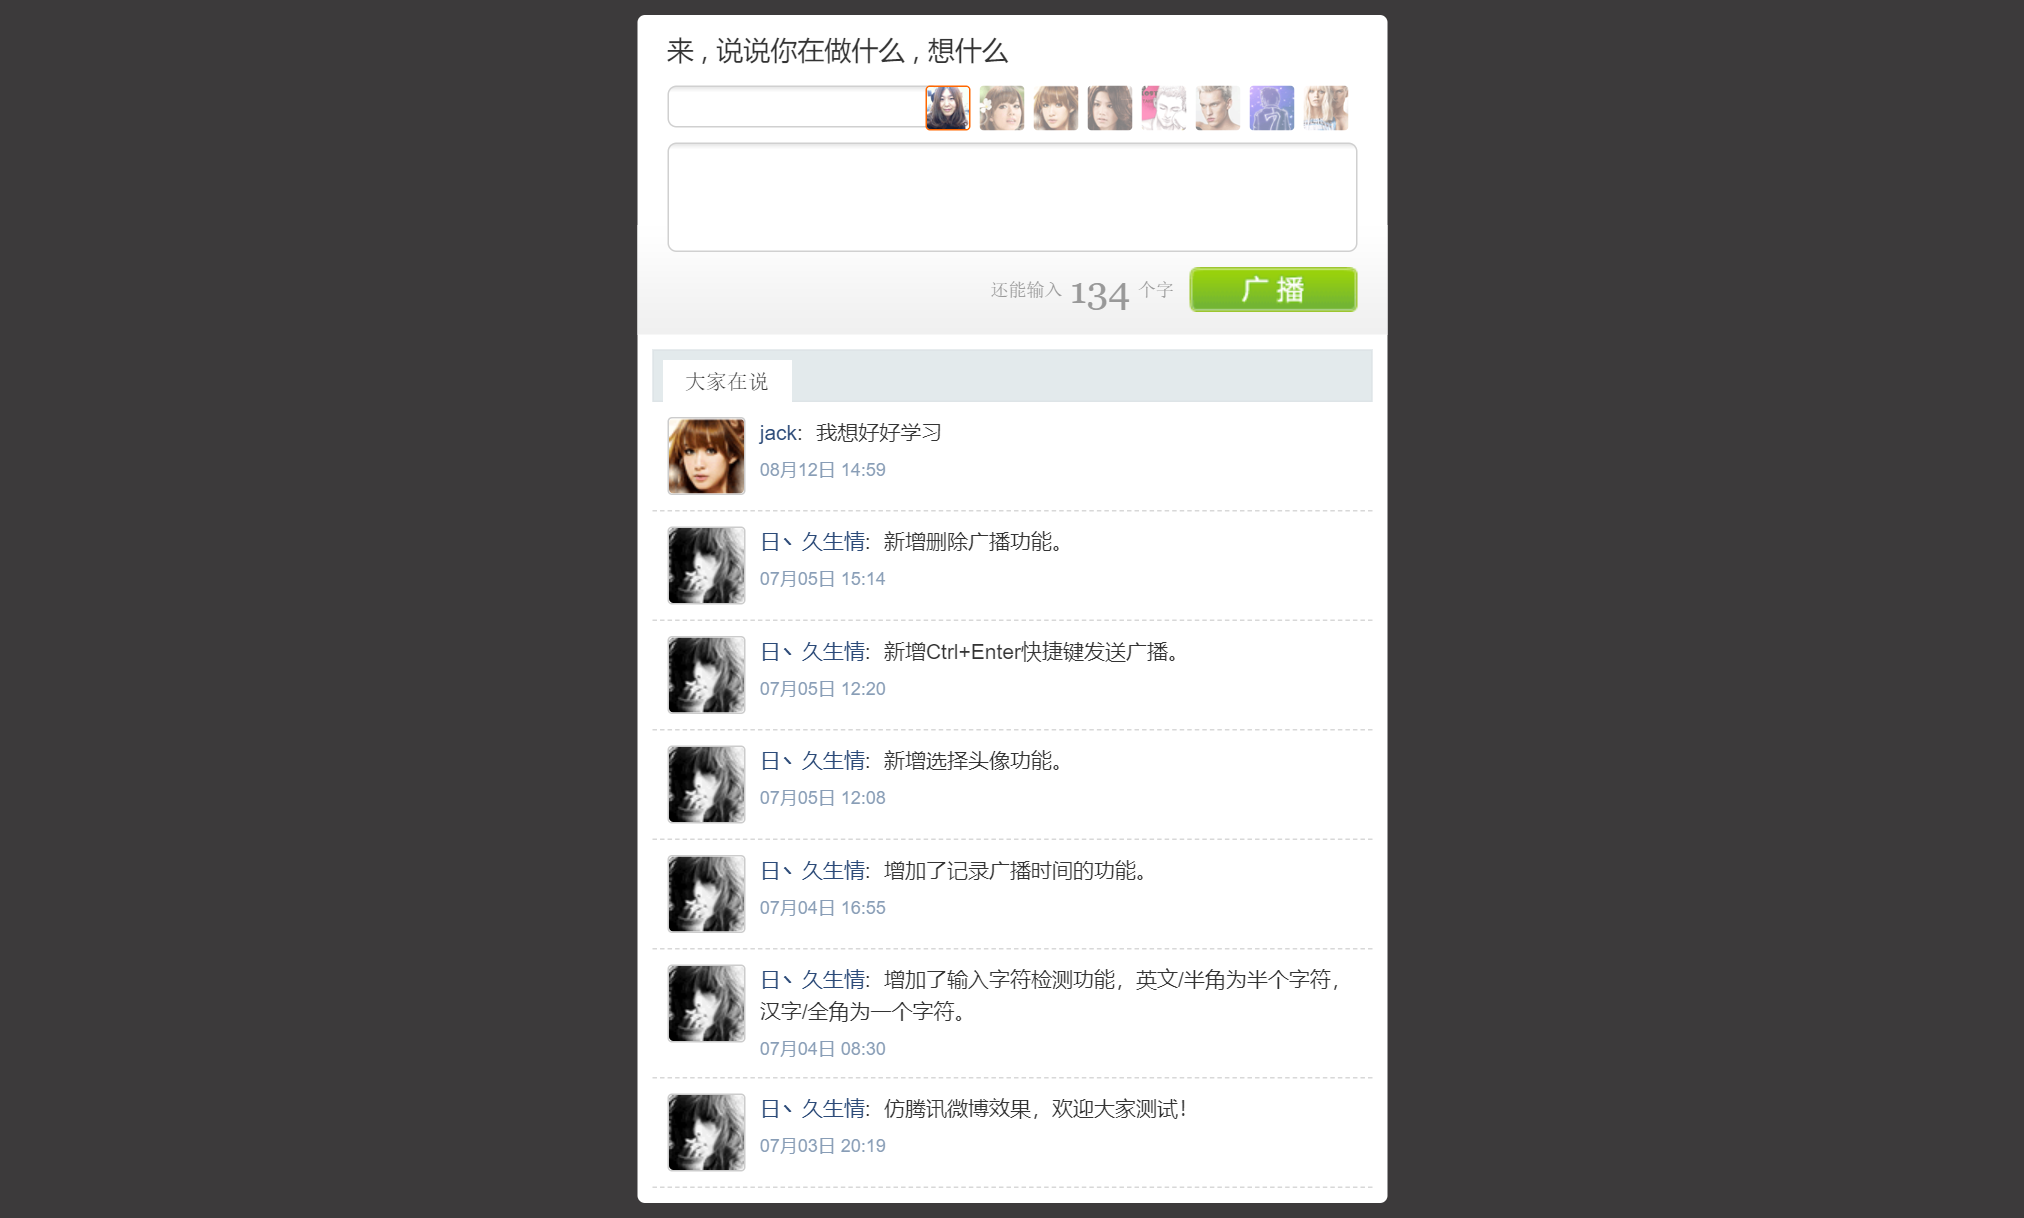 来，说说你在做什么，想什么
还能输入 134 个字 广播
大家在说
jack: 我想好好学习
08月12日 14:59
日丶久生情: 新增删除广播功能。
07月05日 15:14
日丶久生情: 新增Ctrl+Enter快捷键发送广播。
07月05日 12:20
日丶久生情: 新增选择头像功能。
07月05日 12:08
日丶久生情: 增加了记录广播时间的功能。
07月04日 16:55
日丶久生情: 增加了输入字符检测功能，英文/半角为半个字符，
汉字/全角为一个字符。
07月04日 08:30
日丶久生情: 仿腾讯微博效果，欢迎大家测试！
07月03日 20:19